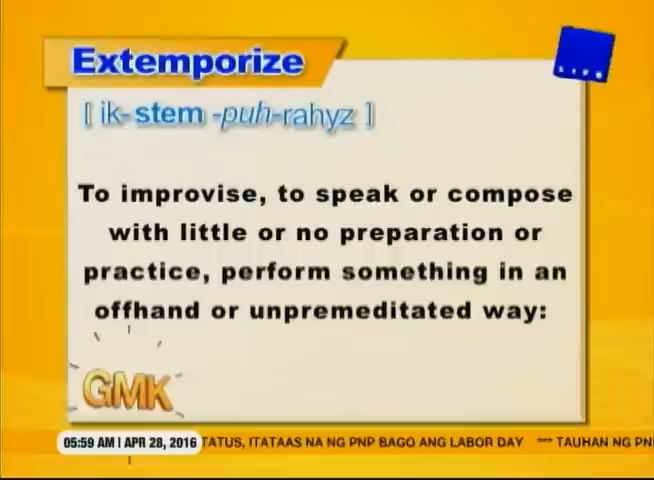 Extemporize
LIVE
[ ik-stem -puh-rahyz ]
To improvise, to speak or compose
with little or no preparation or
practice, perform something in an
offhand or unpremeditated way:
GMK
05:59 AM | APR 28, 2016 TATUS, ITATAAS NA NG PNP BAGO ANG LABOR DAY *** TAUHAN NG PN